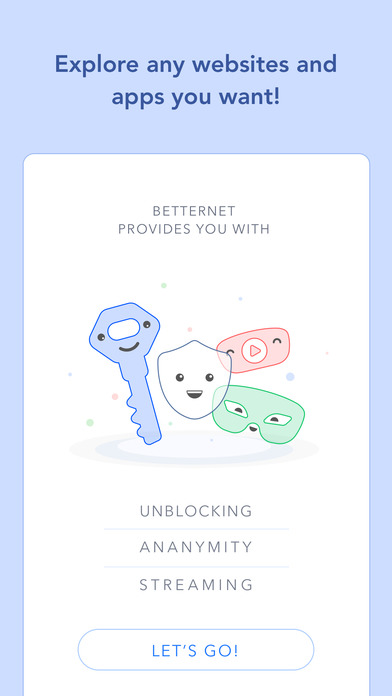 Explore any websites and
apps you want!
BETTERNET
PROVIDES YOU WITH
UNBLOCKING
ANANYMITY
STREAMING
LET'S GO!